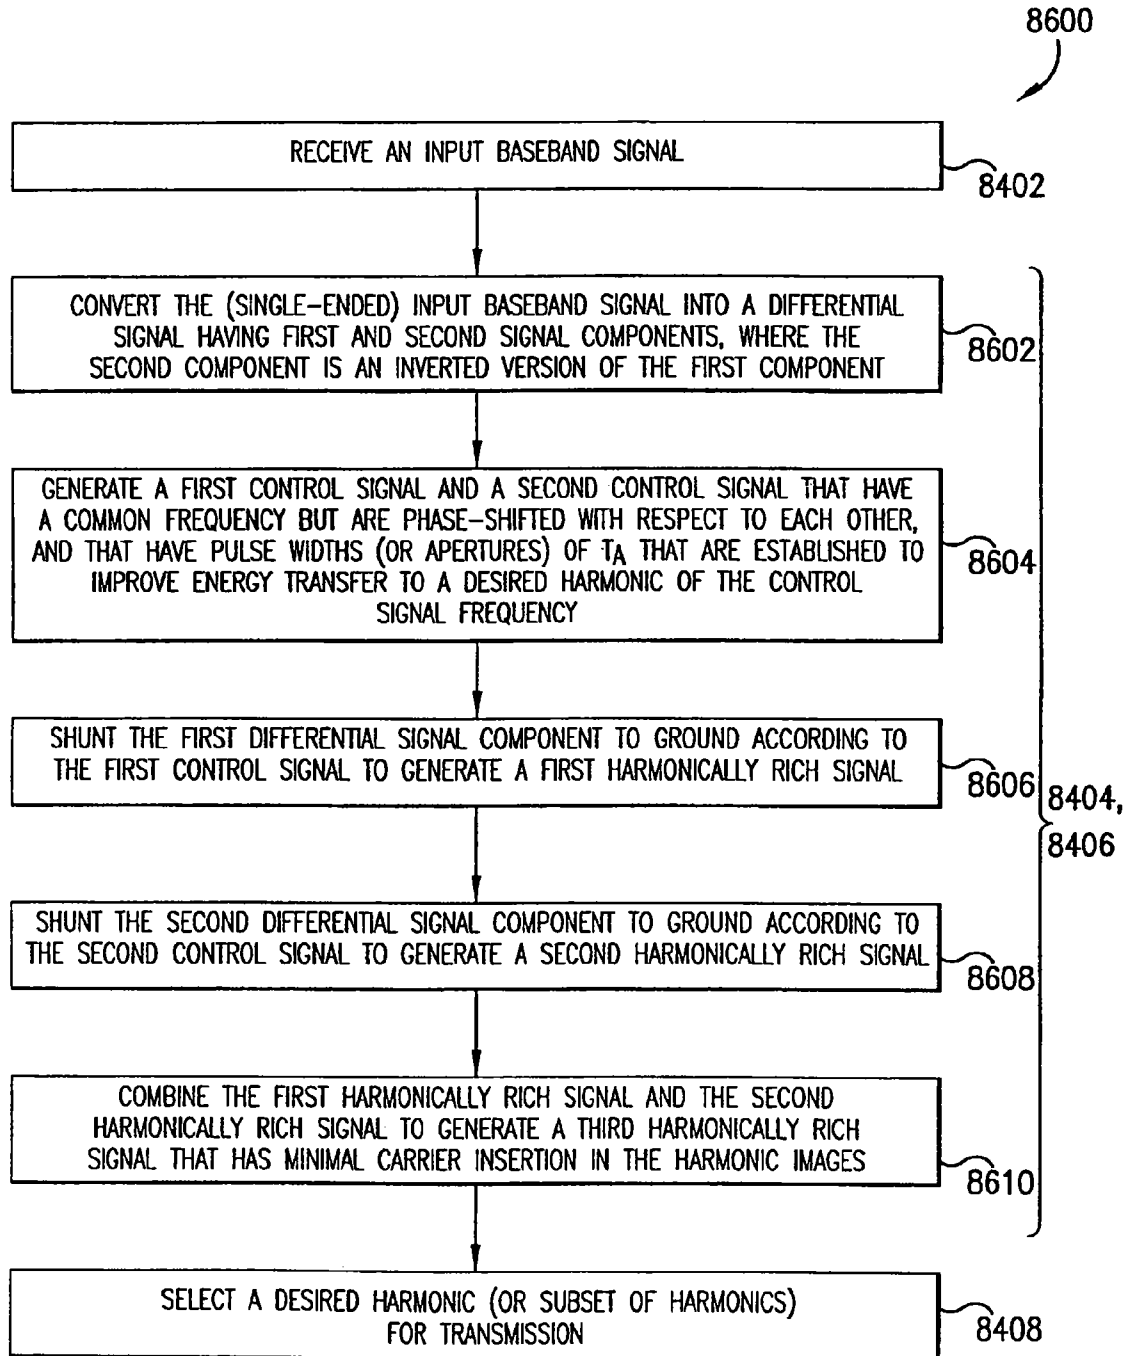 8600
RECEIVE AN INPUT BASEBAND SIGNAL
8402
CONVERT THE (SINGLE-ENDED) INPUT BASEBAND SIGNAL INTO A DIFFERENTIAL
SIGNAL HAVING FIRST AND SECOND SIGNAL COMPONENTS, WHERE THE
SECOND COMPONENT IS AN INVERTED VERSION OF THE FIRST COMPONENT
8602
GENERATE A FIRST CONTROL SIGNAL AND A SECOND CONTROL SIGNAL THAT HAVE
A COMMON FREQUENCY BUT ARE PHASE-SHIFTED WITH RESPECT TO EACH OTHER,
AND THAT HAVE PULSE WIDTHS (OR APERTURES) OF TA THAT ARE ESTABLISHED TO
IMPROVE ENERGY TRANSFER TO A DESIRED HARMONIC OF THE CONTROL
SIGNAL FREQUENCY
8604
SHUNT THE FIRST DIFFERENTIAL SIGNAL COMPONENT TO GROUND ACCORDING TO
THE FIRST CONTROL SIGNAL TO GENERATE A FIRST HARMONICALLY RICH SIGNAL
8606
8404,
8406
SHUNT THE SECOND DIFFERENTIAL SIGNAL COMPONENT TO GROUND ACCORDING TO
THE SECOND CONTROL SIGNAL TO GENERATE A SECOND HARMONICALLY RICH SIGNAL
8608
COMBINE THE FIRST HARMONICALLY RICH SIGNAL AND THE SECOND
HARMONICALLY RICH SIGNAL TO GENERATE A THIRD HARMONICALLY RICH
SIGNAL THAT HAS MINIMAL CARRIER INSERTION IN THE HARMONIC IMAGES
8610
SELECT A DESIRED HARMONIC (OR SUBSET OF HARMONICS)
FOR TRANSMISSION
8408